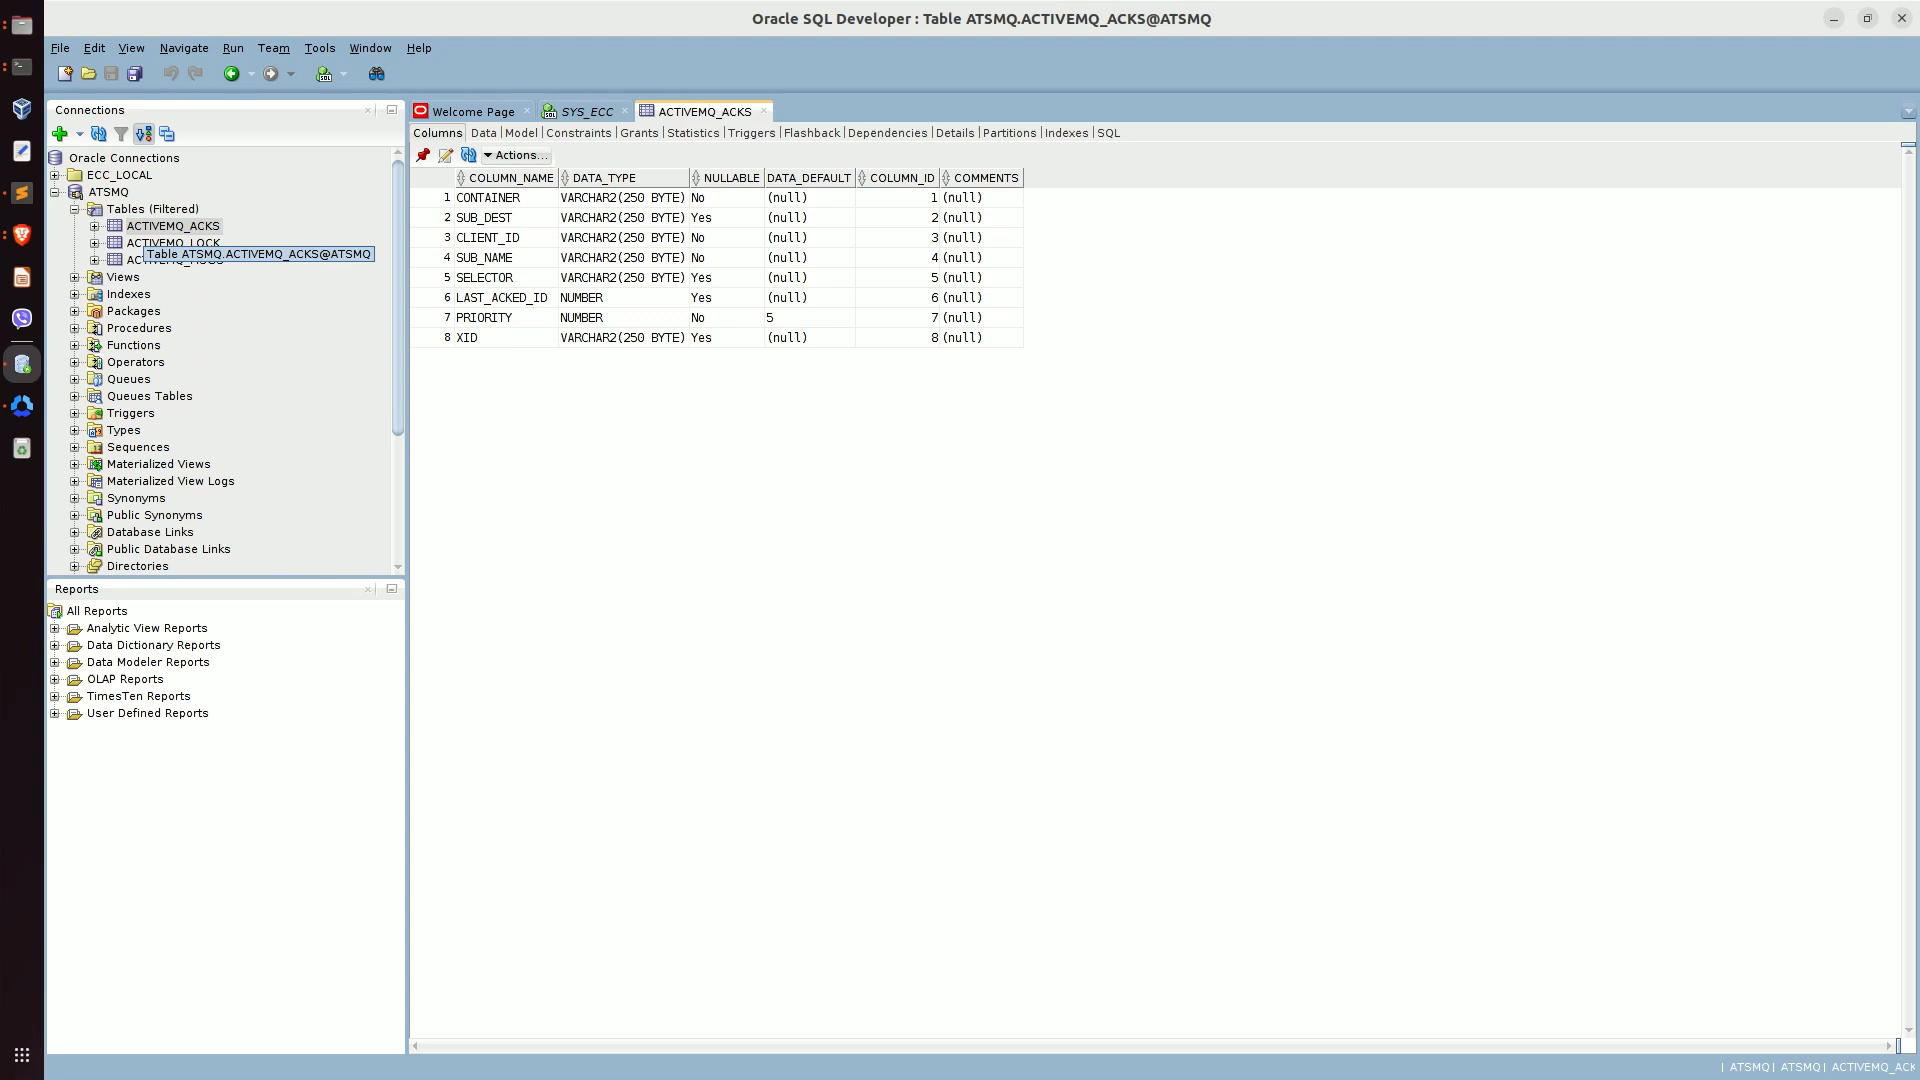 Oracle SQL Developer : Table ATSMQ.ACTIVEMQ_ACKS@ATSMQ
File Edit View Navigate Run Team Tools Window Help
Connections
Oracle Connections
ECC_LOCAL
ATSMQ
Tables (Filtered)
ACTIVEMQ_ACKS
ACTIVEMQ_LOCK
Table ATSMQ.ACTIVEMQ_ACKS@ATSMQ
Views
Indexes
Packages
Procedures
Functions
Operators
Queues
Queues Tables
Triggers
Types
Sequences
Materialized Views
Materialized View Logs
Synonyms
Public Synonyms
Database Links
Public Database Links
Directories
Reports
All Reports
Analytic View Reports
Data Dictionary Reports
Data Modeler Reports
OLAP Reports
TimesTen Reports
User Defined Reports
Welcome Page SYS_ECC ACTIVEMQ_ACKS
Columns Data | Model | Constraints | Grants | Statistics | Triggers | Flashback | Dependencies | Details | Partitions | Indexes | SQL
Actions...
COLUMN_NAME DATA_TYPE NULLABLE DATA_DEFAULT COLUMN_ID COMMENTS
1 CONTAINER VARCHAR2(250 BYTE) No (null) 1 (null)
2 SUB_DEST VARCHAR2(250 BYTE) Yes (null) 2 (null)
3 CLIENT_ID VARCHAR2(250 BYTE) No (null) 3 (null)
4 SUB_NAME VARCHAR2(250 BYTE) No (null) 4 (null)
5 SELECTOR VARCHAR2(250 BYTE) Yes (null) 5 (null)
6 LAST_ACKED_ID NUMBER Yes (null) 6 (null)
7 PRIORITY NUMBER No 5 7 (null)
8 XID VARCHAR2(250 BYTE) Yes (null) 8 (null)
| ATSMQ | ATSMQ | ACTIVEMQ_ACK